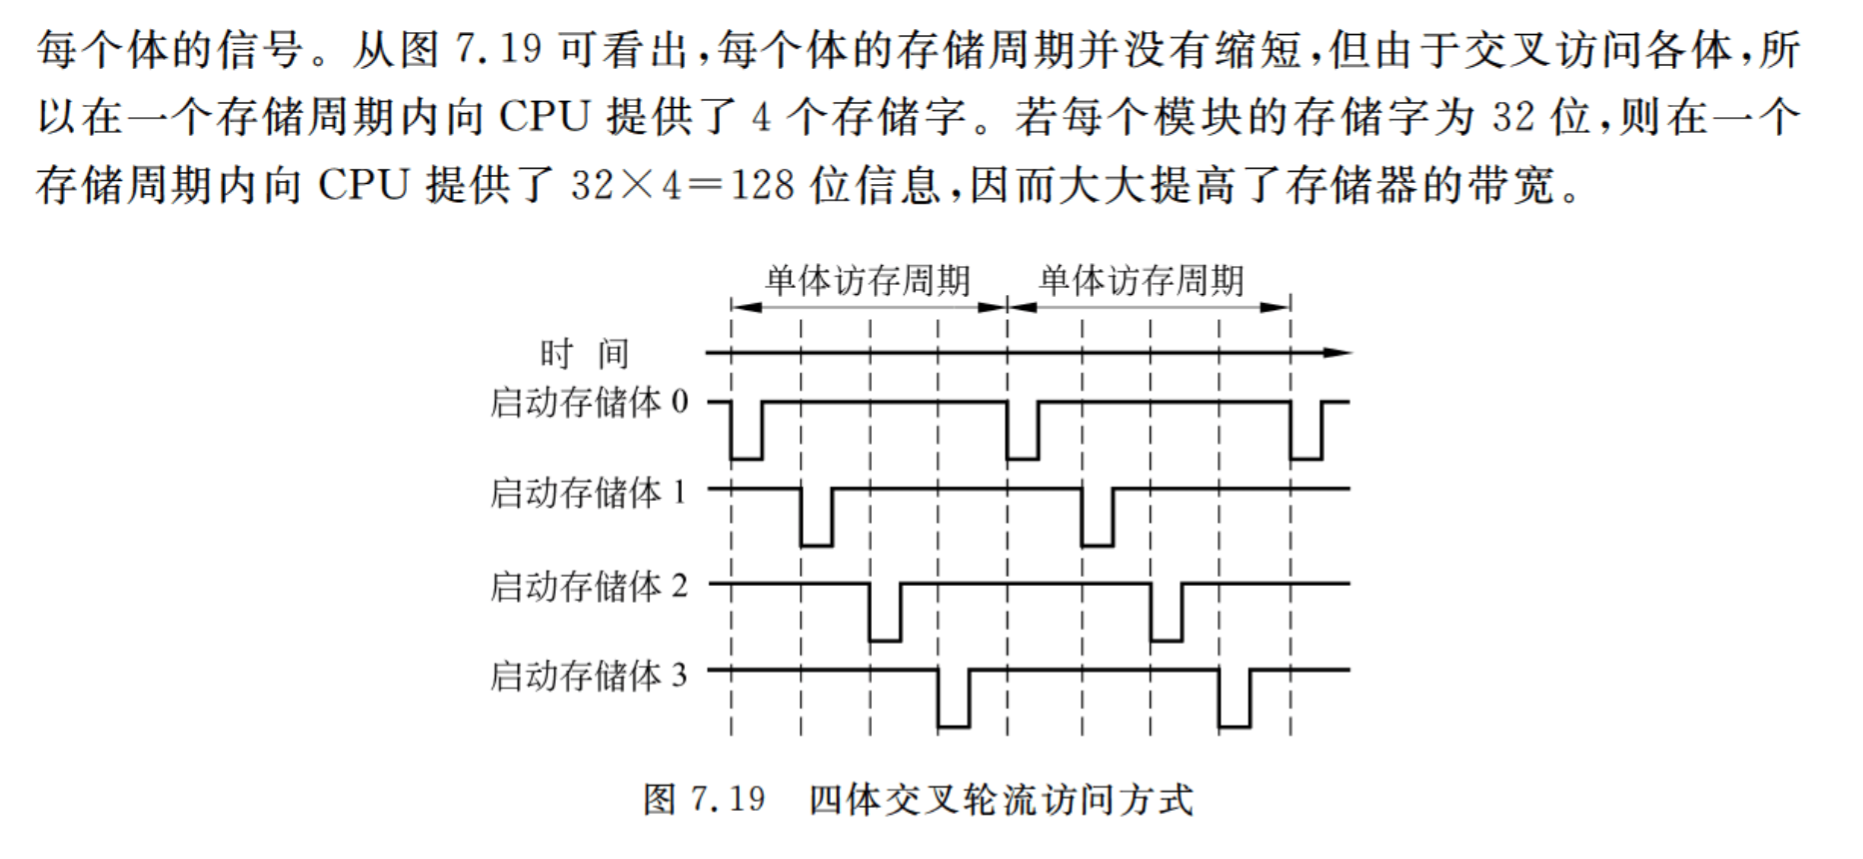 每个体的信号。从图 7.19 可看出,每个体的存储周期并没有缩短,但由于交叉访问各体,所
以在一个存储周期内向 CPU 提供了 4 个存储字。若每个模块的存储字为 32 位,则在一个
存储周期内向 CPU 提供了 32×4=128 位信息,因而大大提高了存储器的带宽。
单体访存周期 单体访存周期
时 间
启动存储体 0
启动存储体 1
启动存储体 2
启动存储体 3
图 7.19 四体交叉轮流访问方式